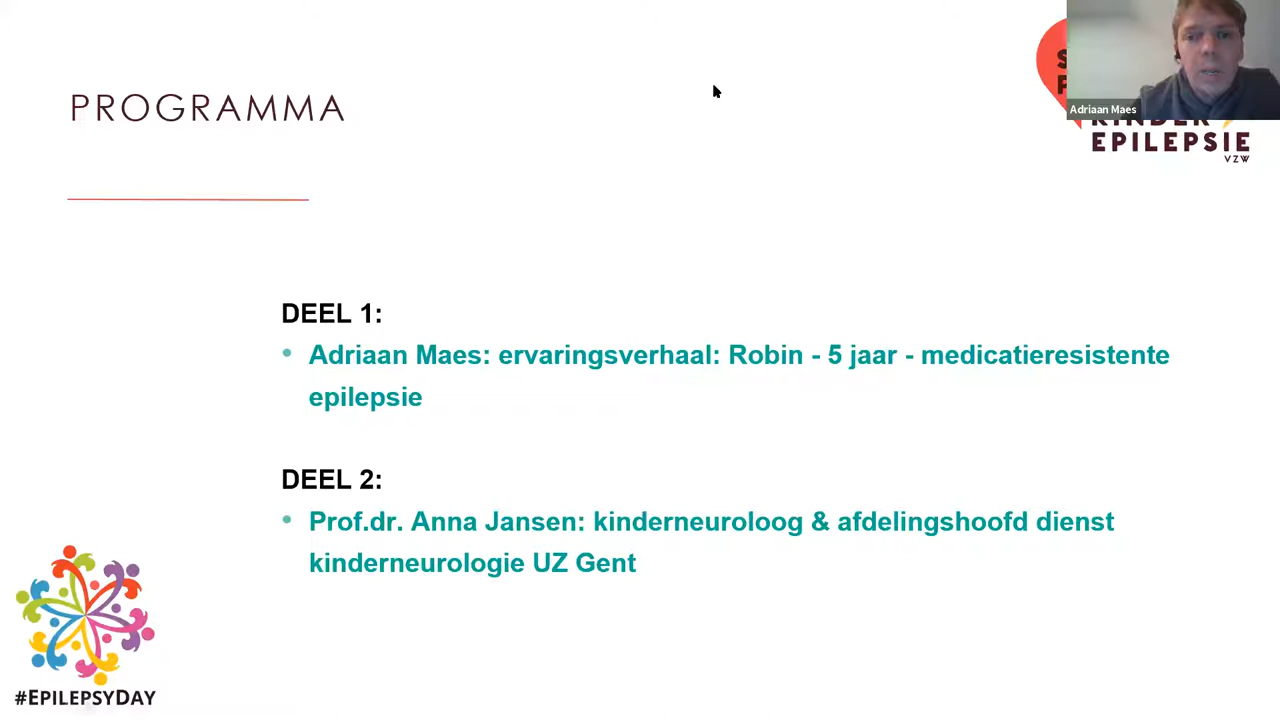 PROGRAMMA
Adriaan Maes
EPILEPSIE
VZW
DEEL 1:
• Adriaan Maes: ervaringsverhaal: Robin - 5 jaar - medicatieresistente
epilepsie
DEEL 2:
• Prof.dr. Anna Jansen: kinderneuroloog & afdelingshoofd dienst
kinderneurologie UZ Gent
#EPILEPSYDAY